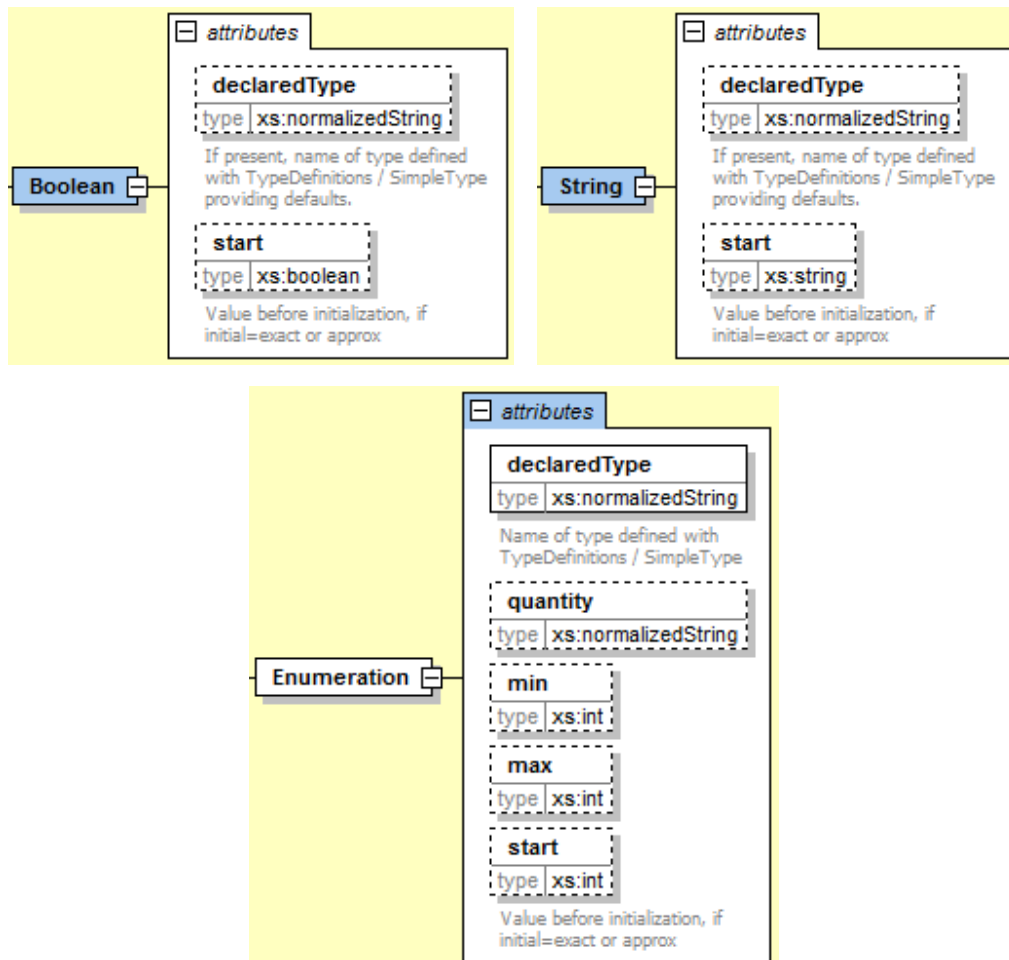 attributes
declaredType
type xs:normalizedString
If present, name of type defined
with TypeDefinitions / SimpleType
providing defaults.
Boolean
start
type xs:boolean
Value before initialization, if
initial=exact or approx
attributes
declaredType
type xs:normalizedString
If present, name of type defined
with TypeDefinitions / SimpleType
providing defaults.
String
start
type xs:string
Value before initialization, if
initial=exact or approx
attributes
declaredType
type xs:normalizedString
Name of type defined with
TypeDefinitions / SimpleType
quantity
type xs:normalizedString
Enumeration
min
type xs:int
max
type xs:int
start
type xs:int
Value before initialization, if
initial=exact or approx